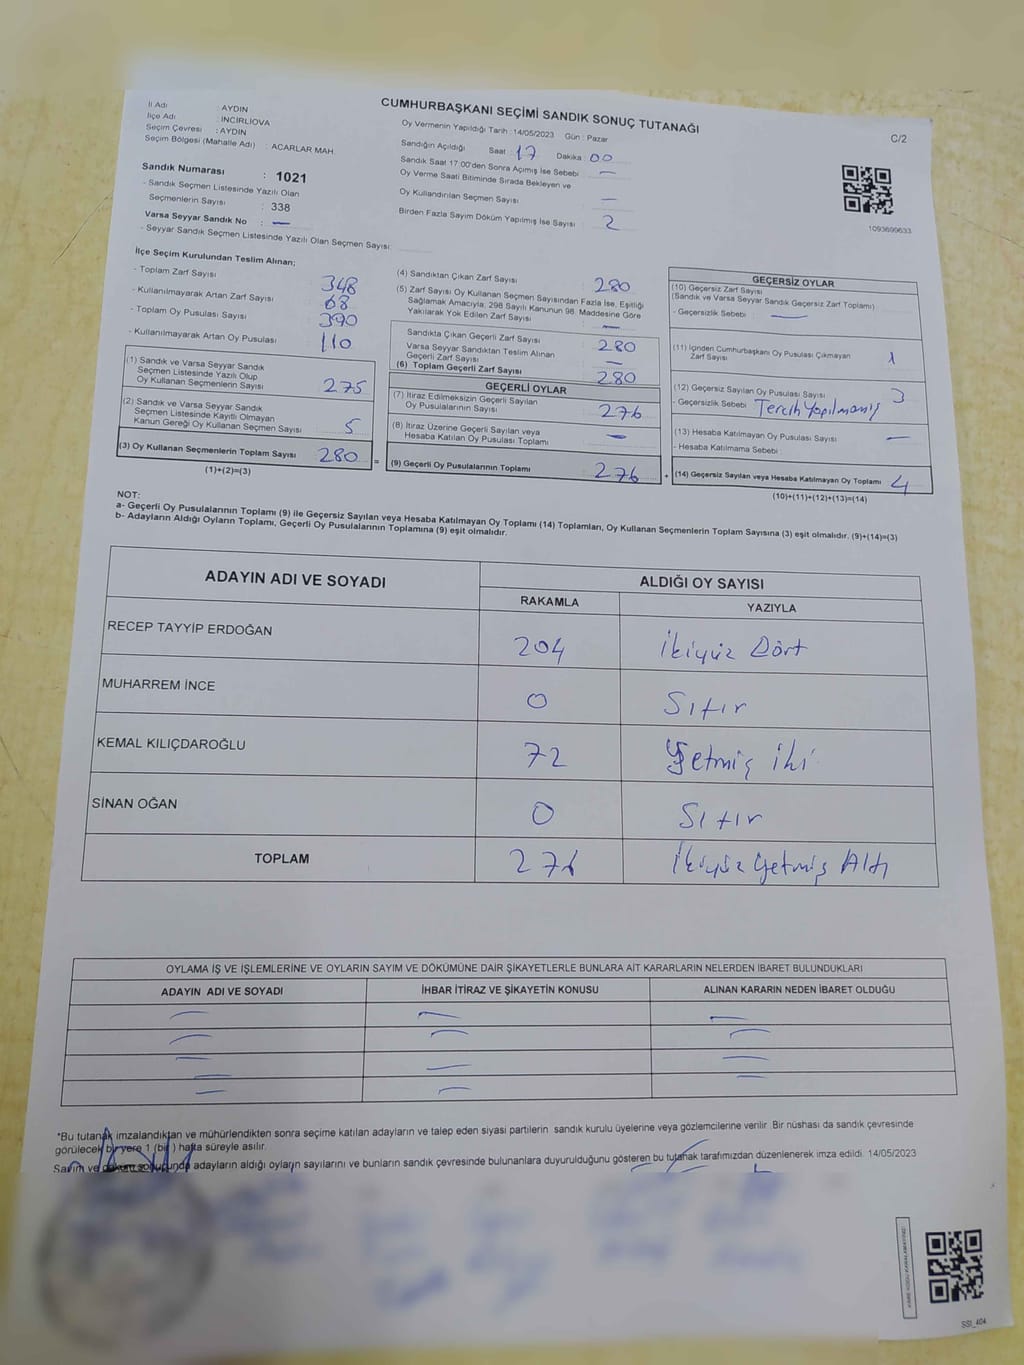 CUMHURBAŞKANI SEÇİMİ SANDIK SONUÇ TUTANAĞI
C/2
İl Adı : AYDIN
İlçe Adı : İNCİRLİOVA
Seçim Çevresi : AYDIN
Seçim Bölgesi (Mahalle Adı) : ACARLAR MAH.
Sandık Numarası : 1021
- Sandık Seçmen Listesinde Yazılı Olan
Seçmenlerin Sayısı : 338
Varsa Seyyar Sandık No : —
- Seyyar Sandık Seçmen Listesinde Yazılı Olan Seçmen Sayısı:
Oy Vermenin Yapıldığı Tarih : 14/05/2023 Gün : Pazar
Sandığın Açıldığı Saat : 17 Dakika : 00
Sandık Saat 17:00'den Sonra Açımış İse Sebebi : —
Oy Verme Saati Bitiminde Sırada Bekleyen ve
Oy Kullandırılan Seçmen Sayısı —
Birden Fazla Sayım Döküm Yapılmış İse Sayısı 2
1093699633
İlçe Seçim Kurulundan Teslim Alınan;
- Toplam Zarf Sayısı 348
- Kullanılmayarak Artan Zarf Sayısı 68
- Toplam Oy Pusulası Sayısı 390
- Kullanılmayarak Artan Oy Pusulası 110
(1) Sandık ve Varsa Seyyar Sandık
Seçmen Listesinde Yazılı Olup
Oy Kullanan Seçmenlerin Sayısı 275
(2) Sandık ve Varsa Seyyar Sandık
Seçmen Listesinde Kayıtlı Olmayan
Kanun Gereği Oy Kullanan Seçmen Sayısı 5
(3) Oy Kullanan Seçmenlerin Toplam Sayısı 280 =
(1)+(2)=(3)
(4) Sandıktan Çıkan Zarf Sayısı 280
(5) Zarf Sayısı Oy Kullanan Seçmen Sayısından Fazla İse, Eşitliği
Sağlamak Amacıyla, 298 Sayılı Kanunun 98. Maddesine Göre
Yakılarak Yok Edilen Zarf Sayısı —
Sandıkta Çıkan Geçerli Zarf Sayısı 280
Varsa Seyyar Sandıktan Teslim Alınan
Geçerli Zarf Sayısı —
(6) Toplam Geçerli Zarf Sayısı 280
GEÇERLİ OYLAR
(7) İtiraz Edilmeksizin Geçerli Sayılan
Oy Pusulalarının Sayısı 276
(8) İtiraz Üzerine Geçerli Sayılan veya
Hesaba Katılan Oy Pusulası Toplamı —
(9) Geçerli Oy Pusulalarının Toplamı 276 +
GEÇERSİZ OYLAR
(10) Geçersiz Zarf Sayısı
(Sandık ve Varsa Seyyar Sandık Geçersiz Zarf Toplamı)
- Geçersizlik Sebebi : —
(11) İçinden Cumhurbaşkanı Oy Pusulası Çıkmayan
Zarf Sayısı 1
(12) Geçersiz Sayılan Oy Pusulası Sayısı 3
- Geçersizlik Sebebi Tercih Yapılmamış
(13) Hesaba Katılmayan Oy Pusulası Sayısı —
- Hesaba Katılmama Sebebi
(14) Geçersiz Sayılan veya Hesaba Katılmayan Oy Toplamı 4
(10)+(11)+(12)+(13)=(14)
NOT:
a- Geçerli Oy Pusulalarının Toplamı (9) ile Geçersiz Sayılan veya Hesaba Katılmayan Oy Toplamı (14) Toplamları, Oy Kullanan Seçmenlerin Toplam Sayısına (3) eşit olmalıdır. (9)+(14)=(3)
b- Adayların Aldığı Oyların Toplamı, Geçerli Oy Pusulalarının Toplamına (9) eşit olmalıdır.
ADAYIN ADI VE SOYADI ALDIĞI OY SAYISI
RAKAMLA YAZIYLA
RECEP TAYYİP ERDOĞAN 204 İkiyüz Dört
MUHARREM İNCE 0 Sıfır
KEMAL KILIÇDAROĞLU 72 Yetmiş iki
SİNAN OĞAN 0 Sıfır
TOPLAM 276 İkiyüz Yetmiş Altı
OYLAMA İŞ VE İŞLEMLERİNE VE OYLARIN SAYIM VE DÖKÜMÜNE DAİR ŞİKAYETLERLE BUNLARA AİT KARARLARIN NELERDEN İBARET BULUNDUKLARI
ADAYIN ADI VE SOYADI İHBAR İTİRAZ VE ŞİKAYETİN KONUSU ALINAN KARARIN NEDEN İBARET OLDUĞU
*Bu tutanak imzalandıktan ve mühürlendikten sonra seçime katılan adayların ve talep eden siyasi partilerin sandık kurulu üyelerine veya gözlemcilerine verilir. Bir nüshası da sandık çevresinde
görülecek bir yere 1 (bir) hafta süreyle asılır.
Sayım ve döküm sonucunda adayların aldığı oyların sayılarını ve bunların sandık çevresinde bulunanlara duyurulduğunu gösteren bu tutanak tarafımızdan düzenlenerek imza edildi. 14/05/2023
SSI_404